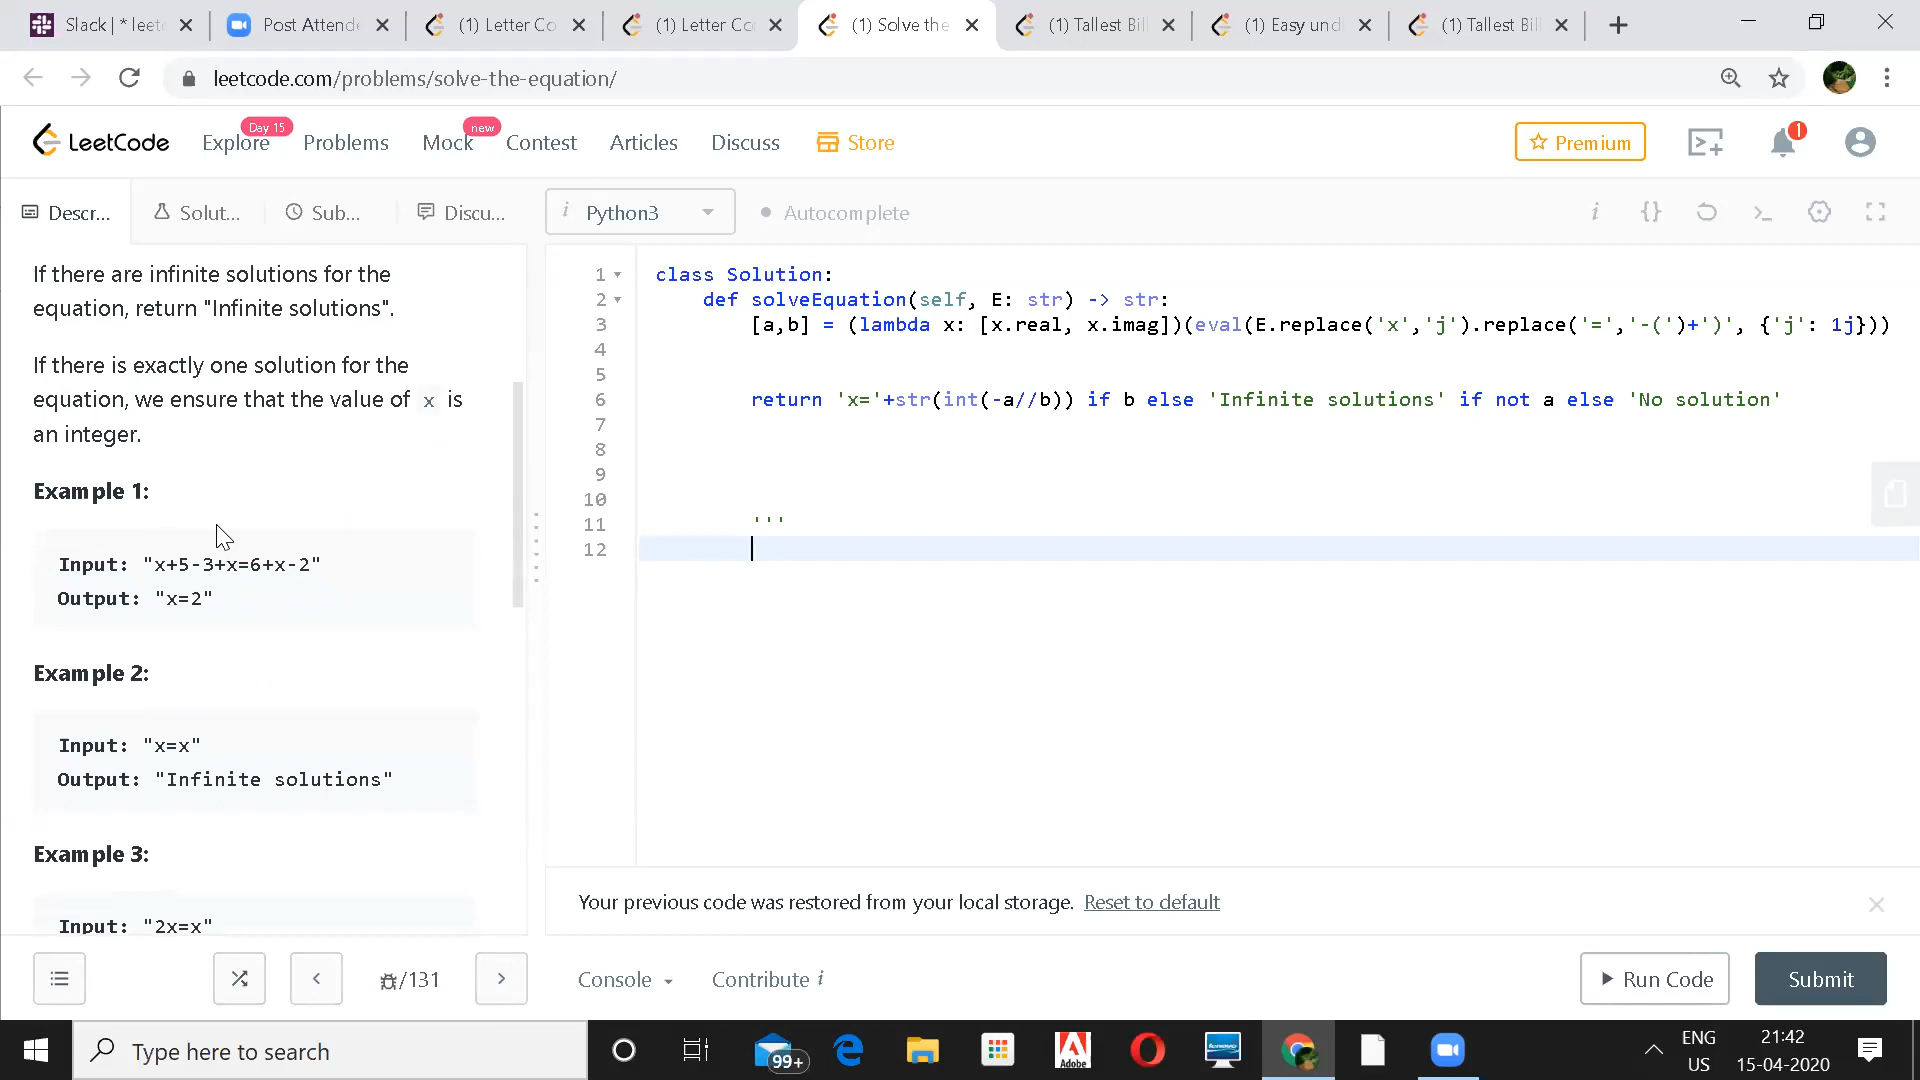 Slack | * leetc
Post Attende
(1) Letter Co
(1) Letter Cor
(1) Solve the
(1) Tallest Bill
(1) Easy und
(1) Tallest Bill
leetcode.com/problems/solve-the-equation/
LeetCode
Explore
Day 15
Problems
Mock
new
Contest
Articles
Discuss
Store
Premium
1
Descr...
Solut...
Sub...
Discu...
i Python3
Autocomplete
i {}
If there are infinite solutions for the
equation, return "Infinite solutions".
If there is exactly one solution for the
equation, we ensure that the value of x is
an integer.
Example 1:
Input: "x+5-3+x=6+x-2"
Output: "x=2"
Example 2:
Input: "x=x"
Output: "Infinite solutions"
Example 3:
Input: "2x=x"
1 class Solution:
2 def solveEquation(self, E: str) -> str:
3 [a,b] = (lambda x: [x.real, x.imag])(eval(E.replace('x','j').replace('=','-(')+')', {'j': 1j}))
4
5
6 return 'x='+str(int(-a//b)) if b else 'Infinite solutions' if not a else 'No solution'
7
8
9
10
11 '''
12
Your previous code was restored from your local storage. Reset to default
/131
Console
Contribute i
Run Code
Submit
Type here to search
99+
Adobe
Lenovo
ENG
US
21:42
15-04-2020